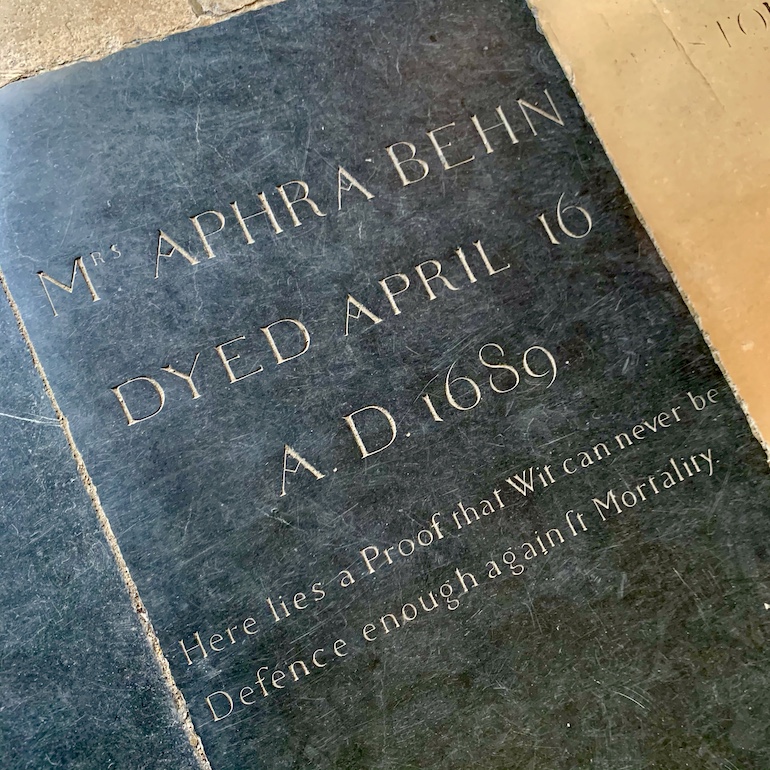 Mrs APHRA BEHN
DYED APRIL 16
A.D. 1689.
Here lies a Proof that Wit can never be
Defence enough againſt Mortality.